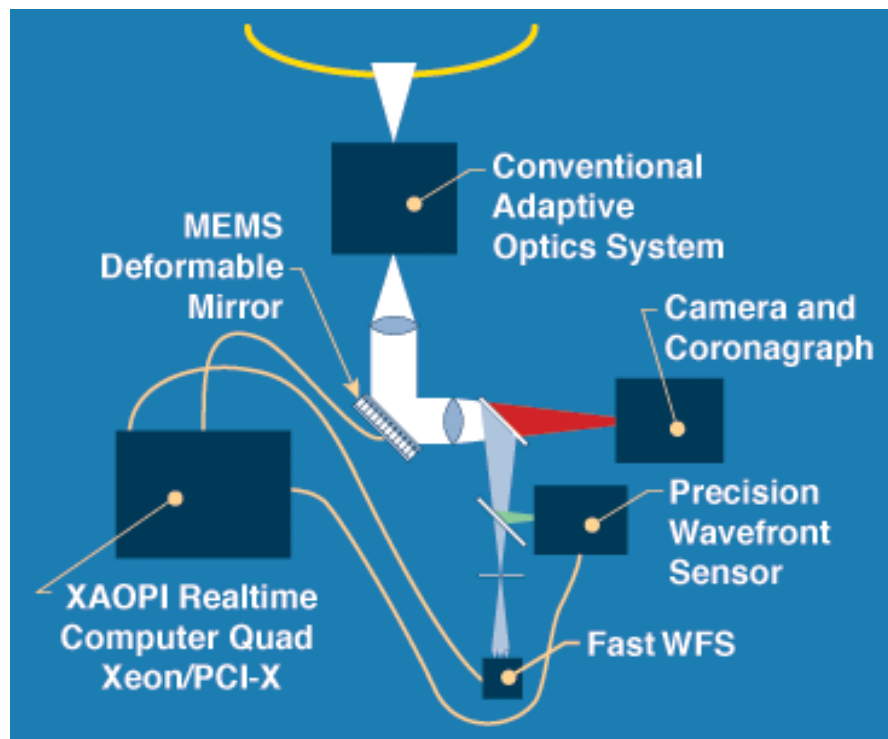 Conventional
Adaptive
Optics System
MEMS
Deformable
Mirror
Camera and
Coronagraph
Precision
Wavefront
Sensor
XAOPI Realtime
Computer Quad
Xeon/PCI-X
Fast WFS